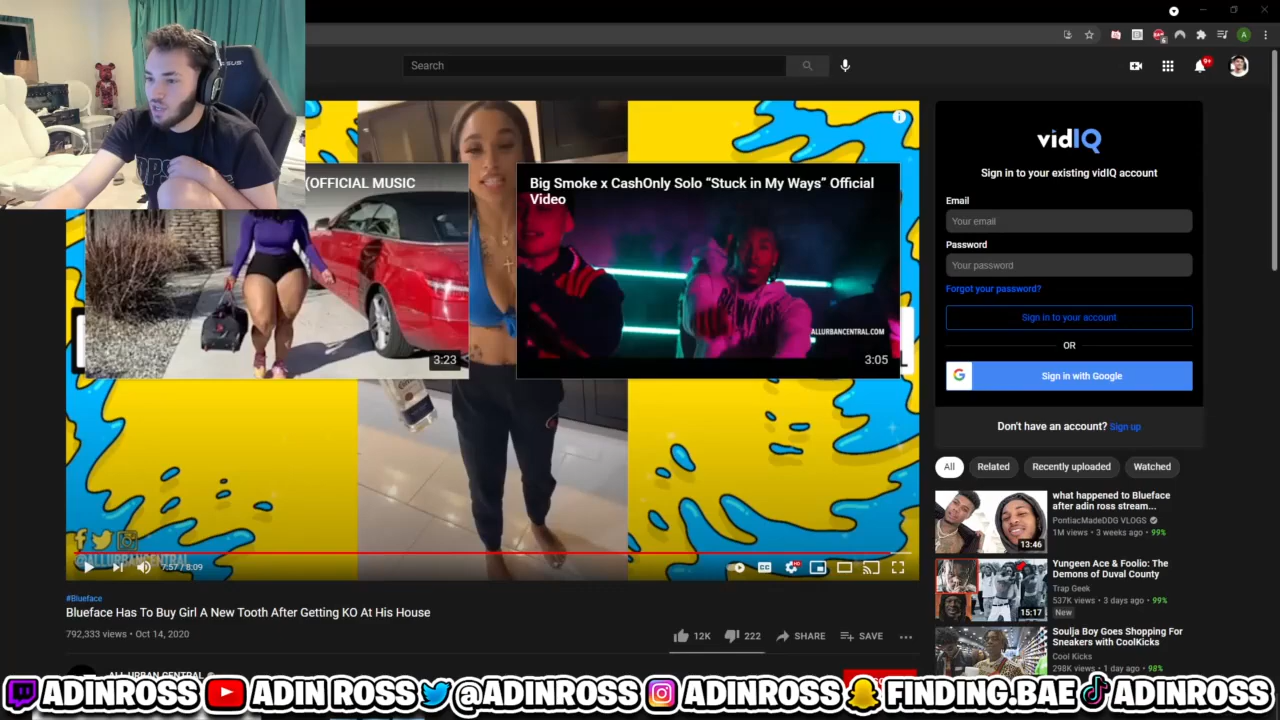 Search
9+
A
(OFFICIAL MUSIC
3:23
Big Smoke x CashOnly Solo “Stuck in My Ways” Official
Video
ALLURBANCENTRAL.COM
3:05
@ALLURBANCENTRAL
7:57 / 8:09
CC
HD
#Blueface
Blueface Has To Buy Girl A New Tooth After Getting KO At His House
792,333 views • Oct 14, 2020
12K
222
SHARE
SAVE
vidIQ
Sign in to your existing vidIQ account
Email
Your email
Password
Your password
Forgot your password?
Sign in to your account
OR
Sign in with Google
Don't have an account? Sign up
All
Related
Recently uploaded
Watched
what happened to Blueface
after adin ross stream...
PontiacMadeDDG VLOGS
1M views • 3 weeks ago • 99%
13:46
Yungeen Ace & Foolio: The
Demons of Duval County
Trap Geek
537K views • 3 days ago • 99%
New
15:17
Soulja Boy Goes Shopping For
Sneakers with CoolKicks
Cool Kicks
298K views • 1 day ago • 98%
ADINROSS
ADIN ROSS
@ADINROSS
ADINROSS
FINDING.BAE
ADINROSS